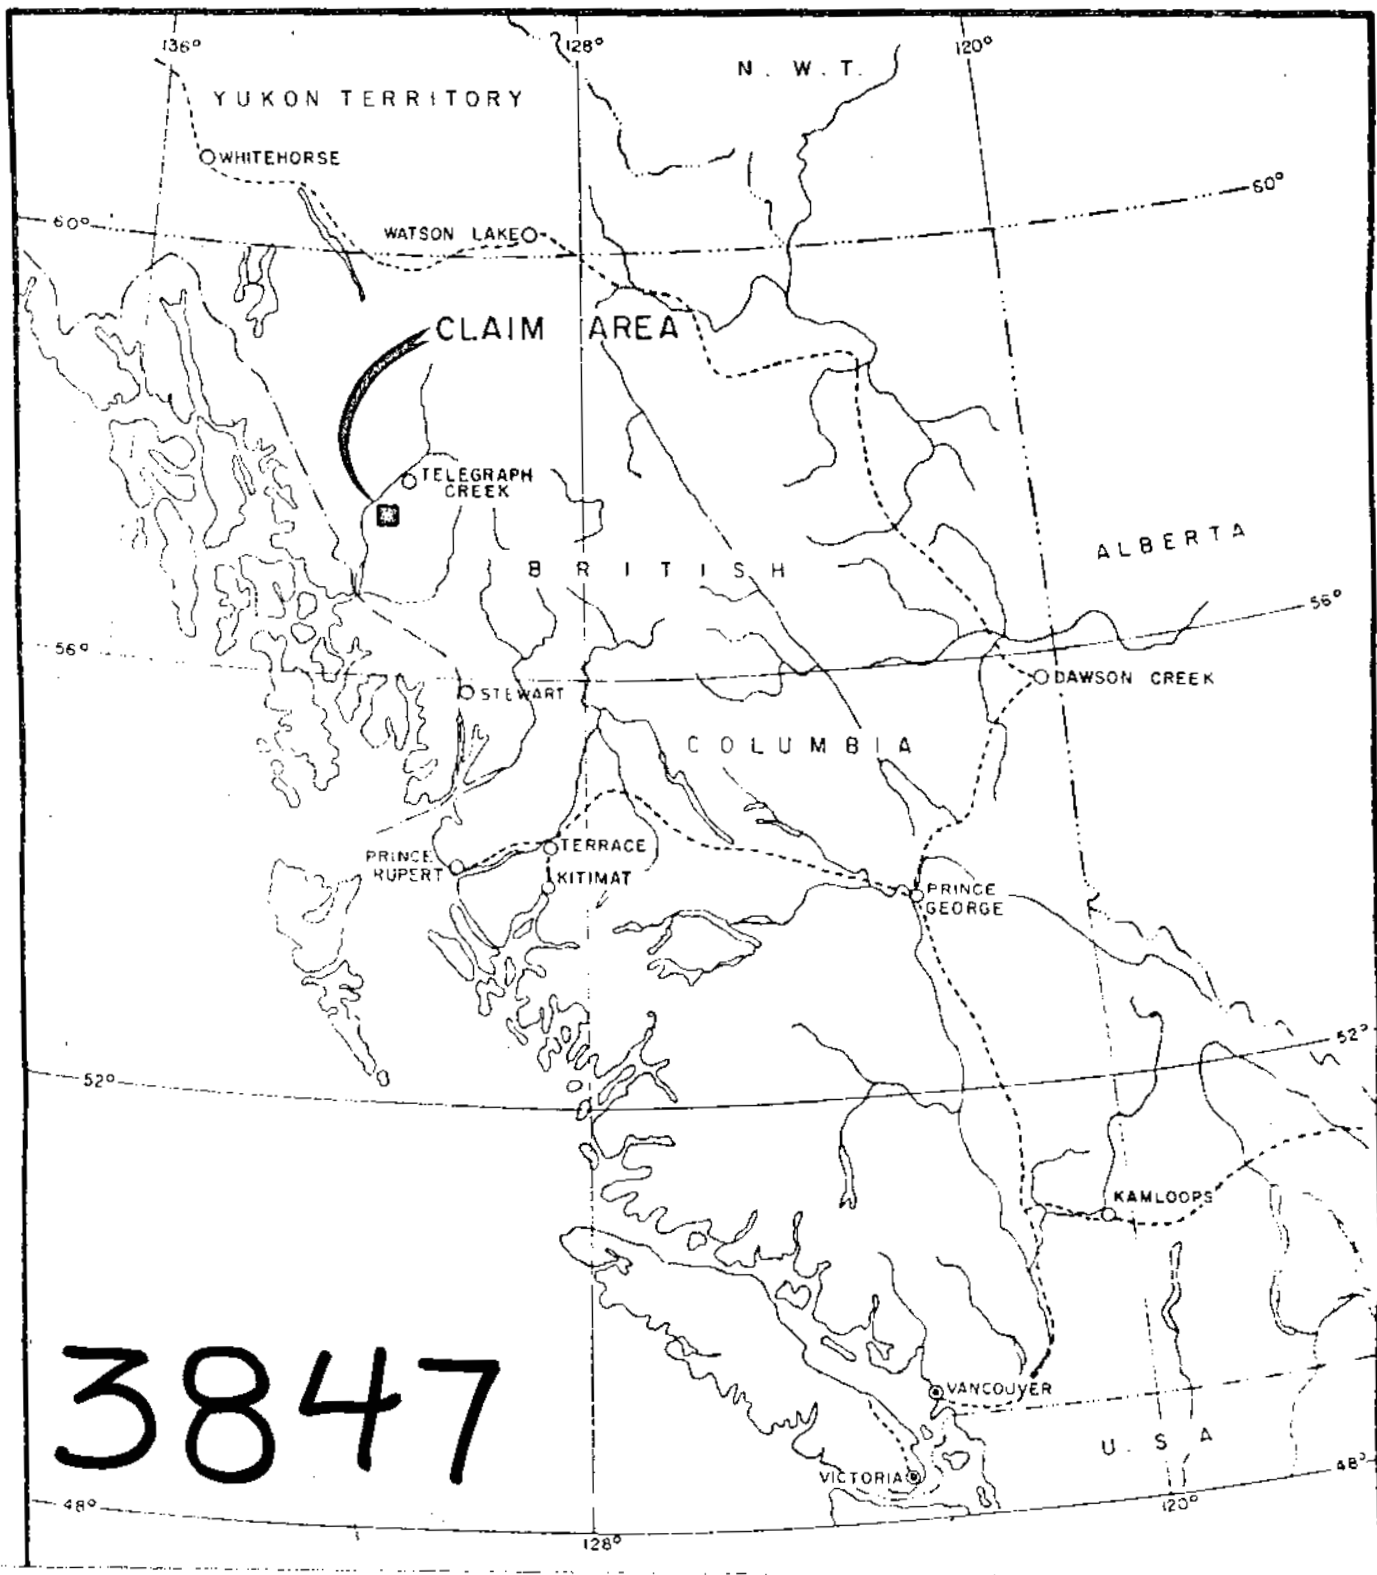 136°
128°
120°
N. W. T.
YUKON TERRITORY
WHITEHORSE
60°
60°
WATSON LAKE
CLAIM AREA
TELEGRAPH
CREEK
BRITISH
ALBERTA
56°
56°
STEWART
DAWSON CREEK
COLUMBIA
PRINCE
RUPERT
TERRACE
KITIMAT
PRINCE
GEORGE
52°
52°
KAMLOOPS
3847
VANCOUVER
U. S A
VICTORIA
48°
48°
120°
128°